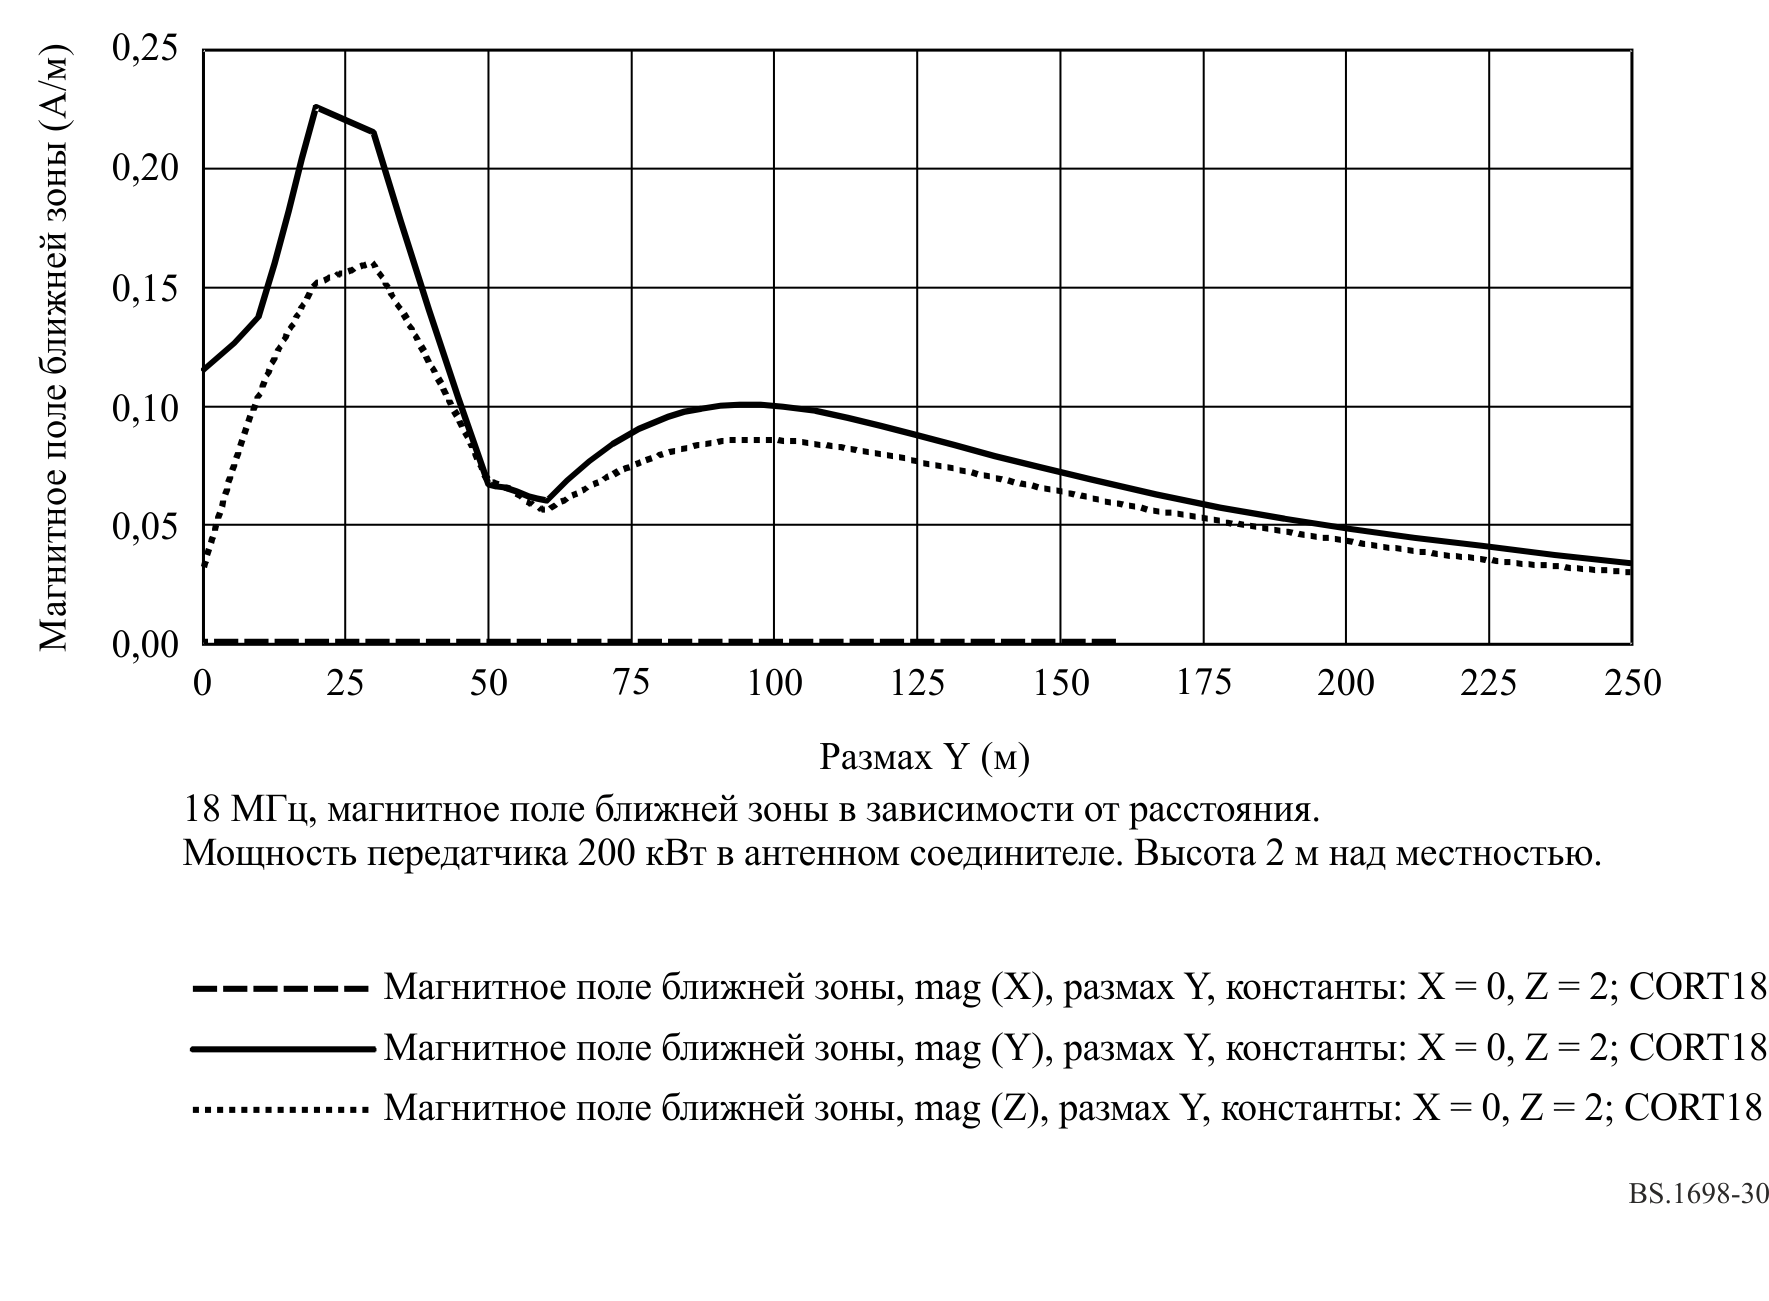 Магнитное поле ближней зоны (А/м)
0,25
0,20
0,15
0,10
0,05
0,00
0 25 50 75 100 125 150 175 200 225 250
Размах Y (м)
18 МГц, магнитное поле ближней зоны в зависимости от расстояния.
Мощность передатчика 200 кВт в антенном соединителе. Высота 2 м над местностью.
Магнитное поле ближней зоны, mag (X), размах Y, константы: X = 0, Z = 2; CORT18
Магнитное поле ближней зоны, mag (Y), размах Y, константы: X = 0, Z = 2; CORT18
Магнитное поле ближней зоны, mag (Z), размах Y, константы: X = 0, Z = 2; CORT18
BS.1698-30